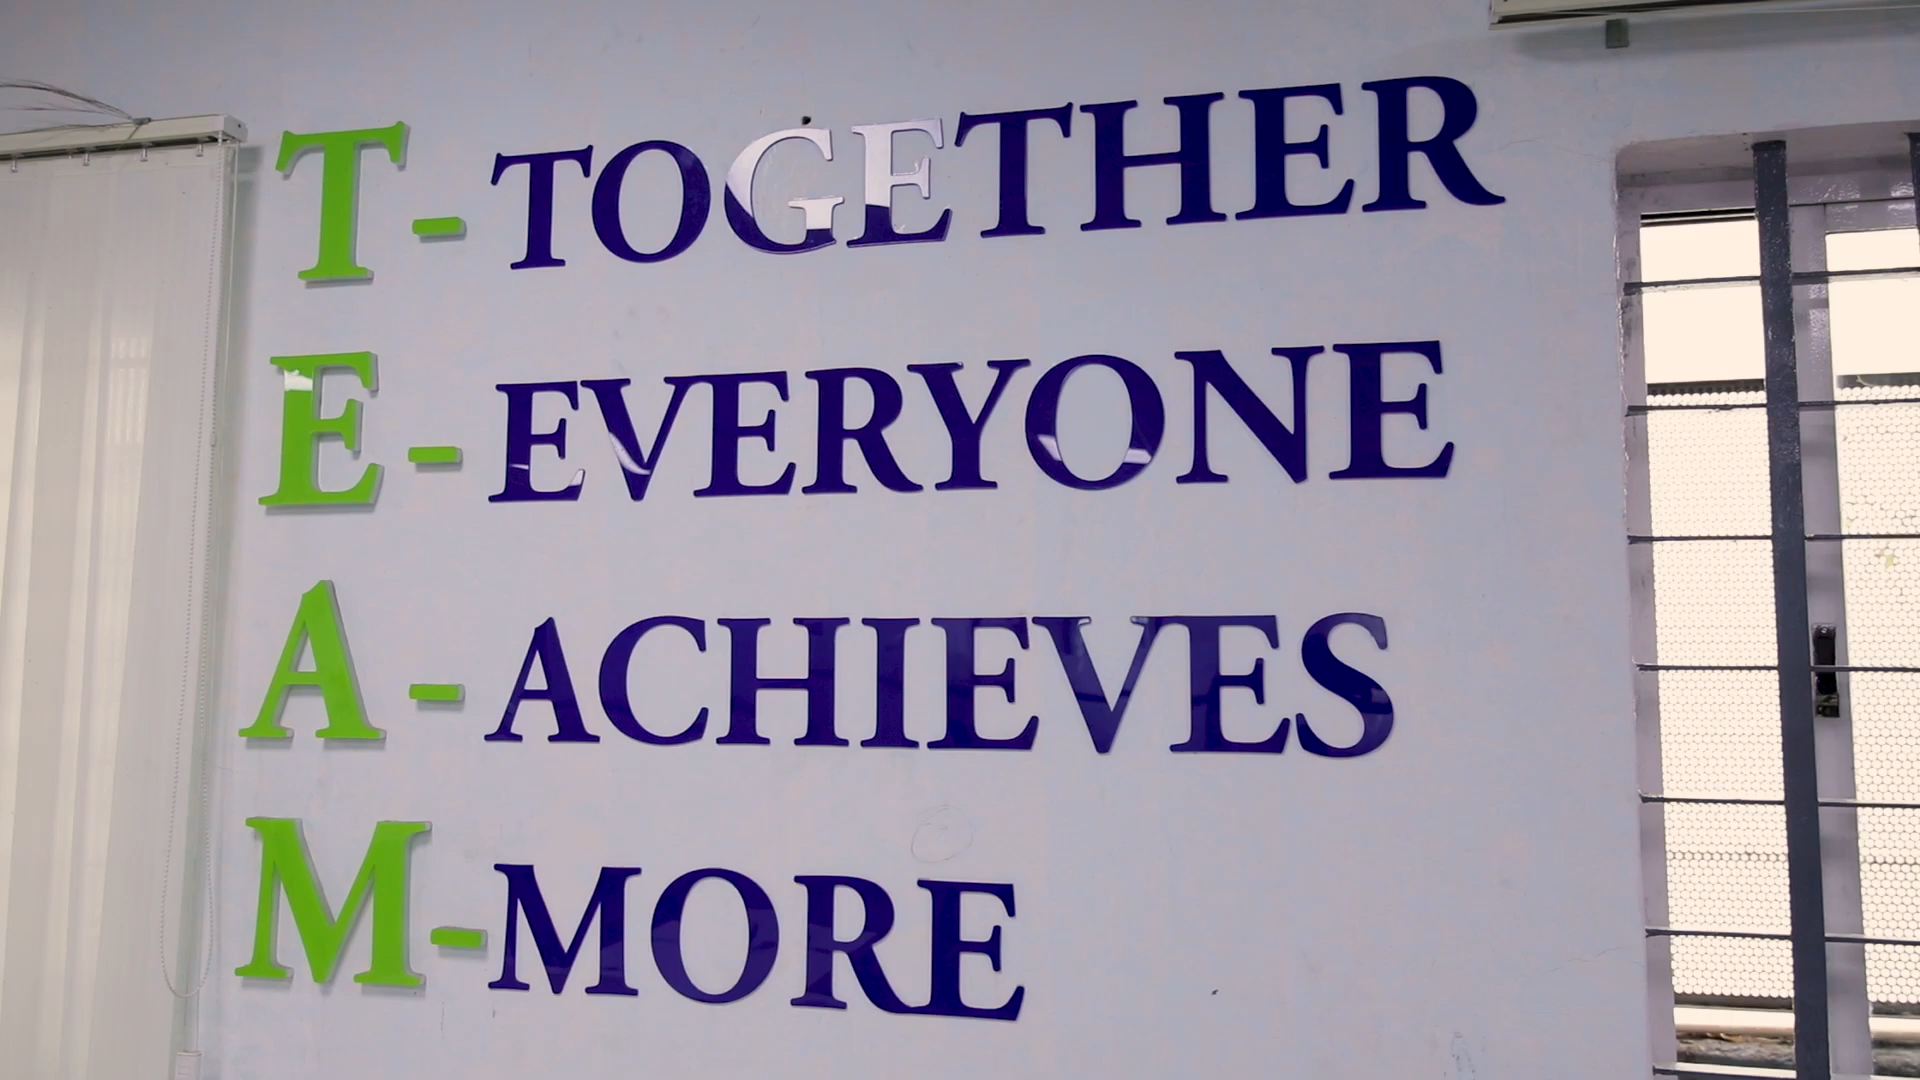 T - TOGETHER
E - EVERYONE
A - ACHIEVES
M - MORE